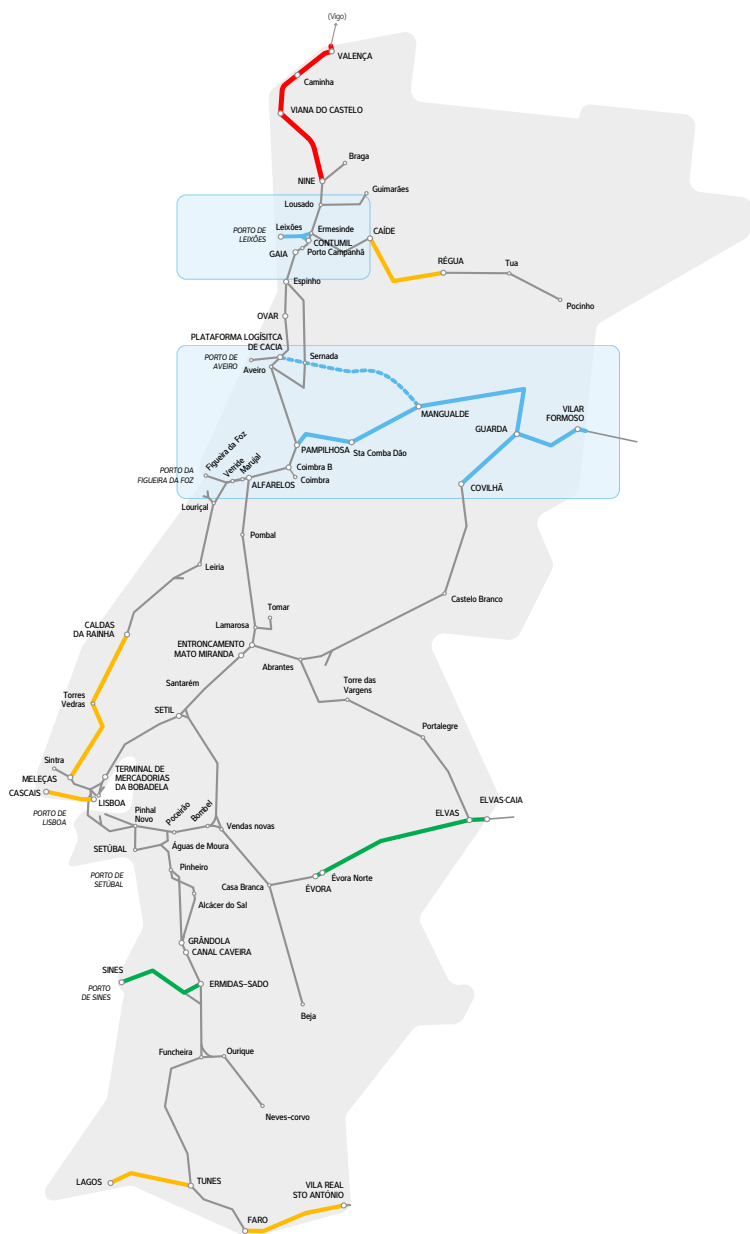 (Vigo)
VALENÇA
Caminha
VIANA DO CASTELO
Braga
NINE
Guimarães
Lousado
PORTO DE
LEIXÕES
Leixões
Ermesinde
CAÍDE
CONTUMIL
GAIA
Porto Campanhã
RÉGUA
Tua
Espinho
Pocinho
OVAR
PLATAFORMA LOGÍSITCA
DE CACIA
PORTO DE
AVEIRO
Sernada
Aveiro
MANGUALDE
VILAR
FORMOSO
GUARDA
PAMPILHOSA
Sta Comba Dão
Figueira da Foz
Verride
Marujal
PORTO DA
FIGUEIRA DA FOZ
Coimbra B
Coimbra
ALFARELOS
COVILHÃ
Louriçal
Pombal
Leiria
Castelo Branco
Tomar
Lamarosa
CALDAS
DA RAINHA
ENTRONCAMENTO
MATO MIRANDA
Abrantes
Santarém
Torre das
Vargens
Torres
Vedras
SETIL
Portalegre
Sintra
MELEÇAS
CASCAIS
TERMINAL DE
MERCADORIAS
DA BOBADELA
LISBOA
PORTO DE
LISBOA
Pinhal
Novo
Poceirão
Bombel
Vendas novas
ELVAS
ELVAS-CAIA
SETÚBAL
Águas de Moura
Pinheiro
PORTO DE
SETÚBAL
Casa Branca
Évora Norte
ÉVORA
Alcácer do Sal
GRÂNDOLA
CANAL CAVEIRA
SINES
PORTO
DE SINES
ERMIDAS-SADO
Beja
Funcheira
Ourique
Neves-corvo
LAGOS
TUNES
VILA REAL
STO ANTÓNIO
FARO